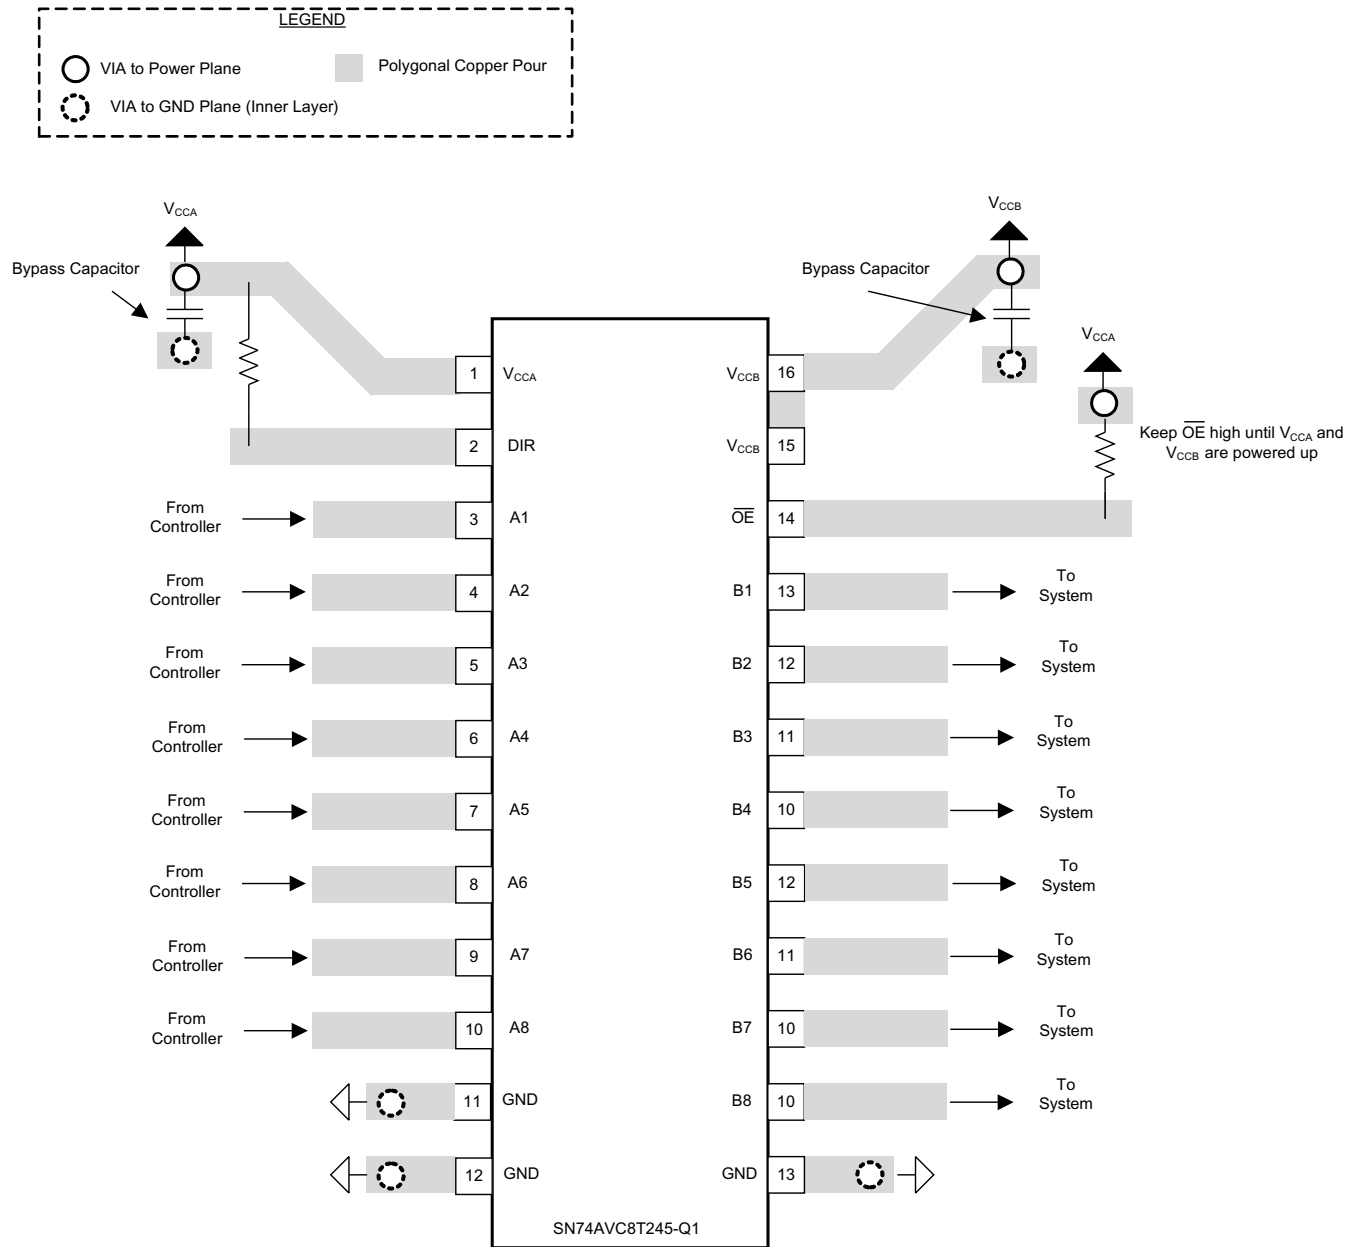 LEGEND
VIA to Power Plane
Polygonal Copper Pour
VIA to GND Plane (Inner Layer)
VCCA
Bypass Capacitor
VCCB
Bypass Capacitor
VCCA
Keep O̅E̅ high until VCCA and
VCCB are powered up
1 VCCA
VCCB 16
2 DIR
VCCB 15
From
Controller
3 A1
O̅E̅ 14
From
Controller
4 A2
B1 13
To
System
From
Controller
5 A3
B2 12
To
System
From
Controller
6 A4
B3 11
To
System
From
Controller
7 A5
B4 10
To
System
From
Controller
8 A6
B5 12
To
System
From
Controller
9 A7
B6 11
To
System
From
Controller
10 A8
B7 10
To
System
11 GND
B8 10
To
System
12 GND
GND 13
SN74AVC8T245-Q1